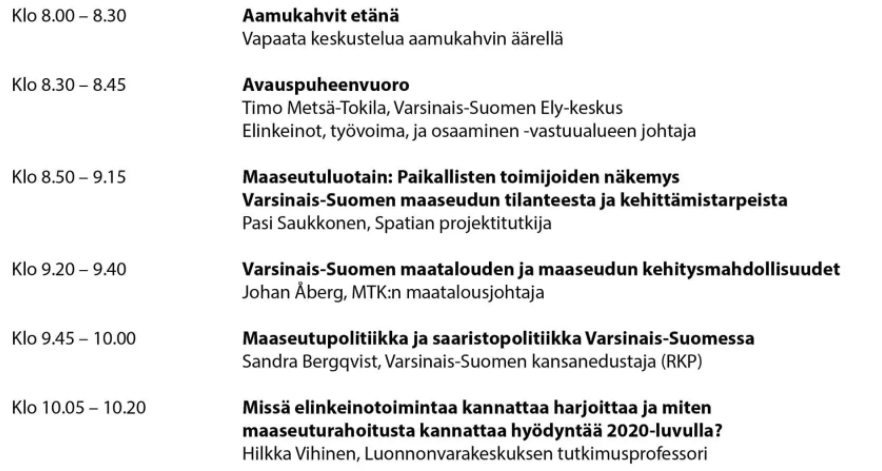 Klo 8.00 – 8.30
Aamukahvit etänä
Vapaata keskustelua aamukahvin äärellä
Klo 8.30 – 8.45
Avauspuheenvuoro
Timo Metsä-Tokila, Varsinais-Suomen Ely-keskus
Elinkeinot, työvoima, ja osaaminen -vastuualueen johtaja
Klo 8.50 – 9.15
Maaseutuluotain: Paikallisten toimijoiden näkemys
Varsinais-Suomen maaseudun tilanteesta ja kehittämistarpeista
Pasi Saukkonen, Spatian projektitutkija
Klo 9.20 – 9.40
Varsinais-Suomen maatalouden ja maaseudun kehitysmahdollisuudet
Johan Åberg, MTK:n maatalousjohtaja
Klo 9.45 – 10.00
Maaseutupolitiikka ja saaristopolitiikka Varsinais-Suomessa
Sandra Bergqvist, Varsinais-Suomen kansanedustaja (RKP)
Klo 10.05 – 10.20
Missä elinkeinotoimintaa kannattaa harjoittaa ja miten
maaseuturahoitusta kannattaa hyödyntää 2020-luvulla?
Hilkka Vihinen, Luonnonvarakeskuksen tutkimusprofessori